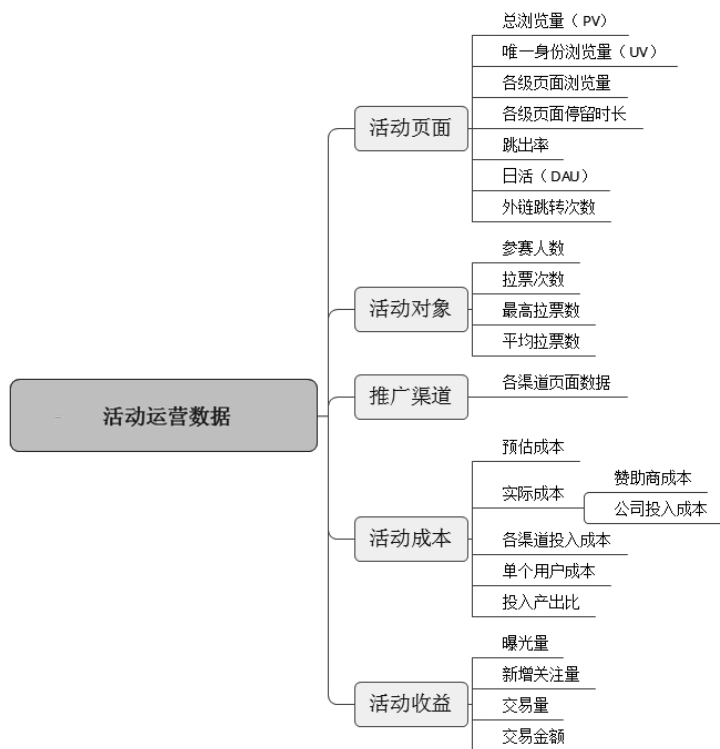 活动运营数据
活动页面
总浏览量（PV）
唯一身份浏览量（UV）
各级页面浏览量
各级页面停留时长
跳出率
日活（DAU）
外链跳转次数
活动对象
参赛人数
拉票次数
最高拉票数
平均拉票数
推广渠道
各渠道页面数据
活动成本
预估成本
实际成本
赞助商成本
公司投入成本
各渠道投入成本
单个用户成本
投入产出比
活动收益
曝光量
新增关注量
交易量
交易金额